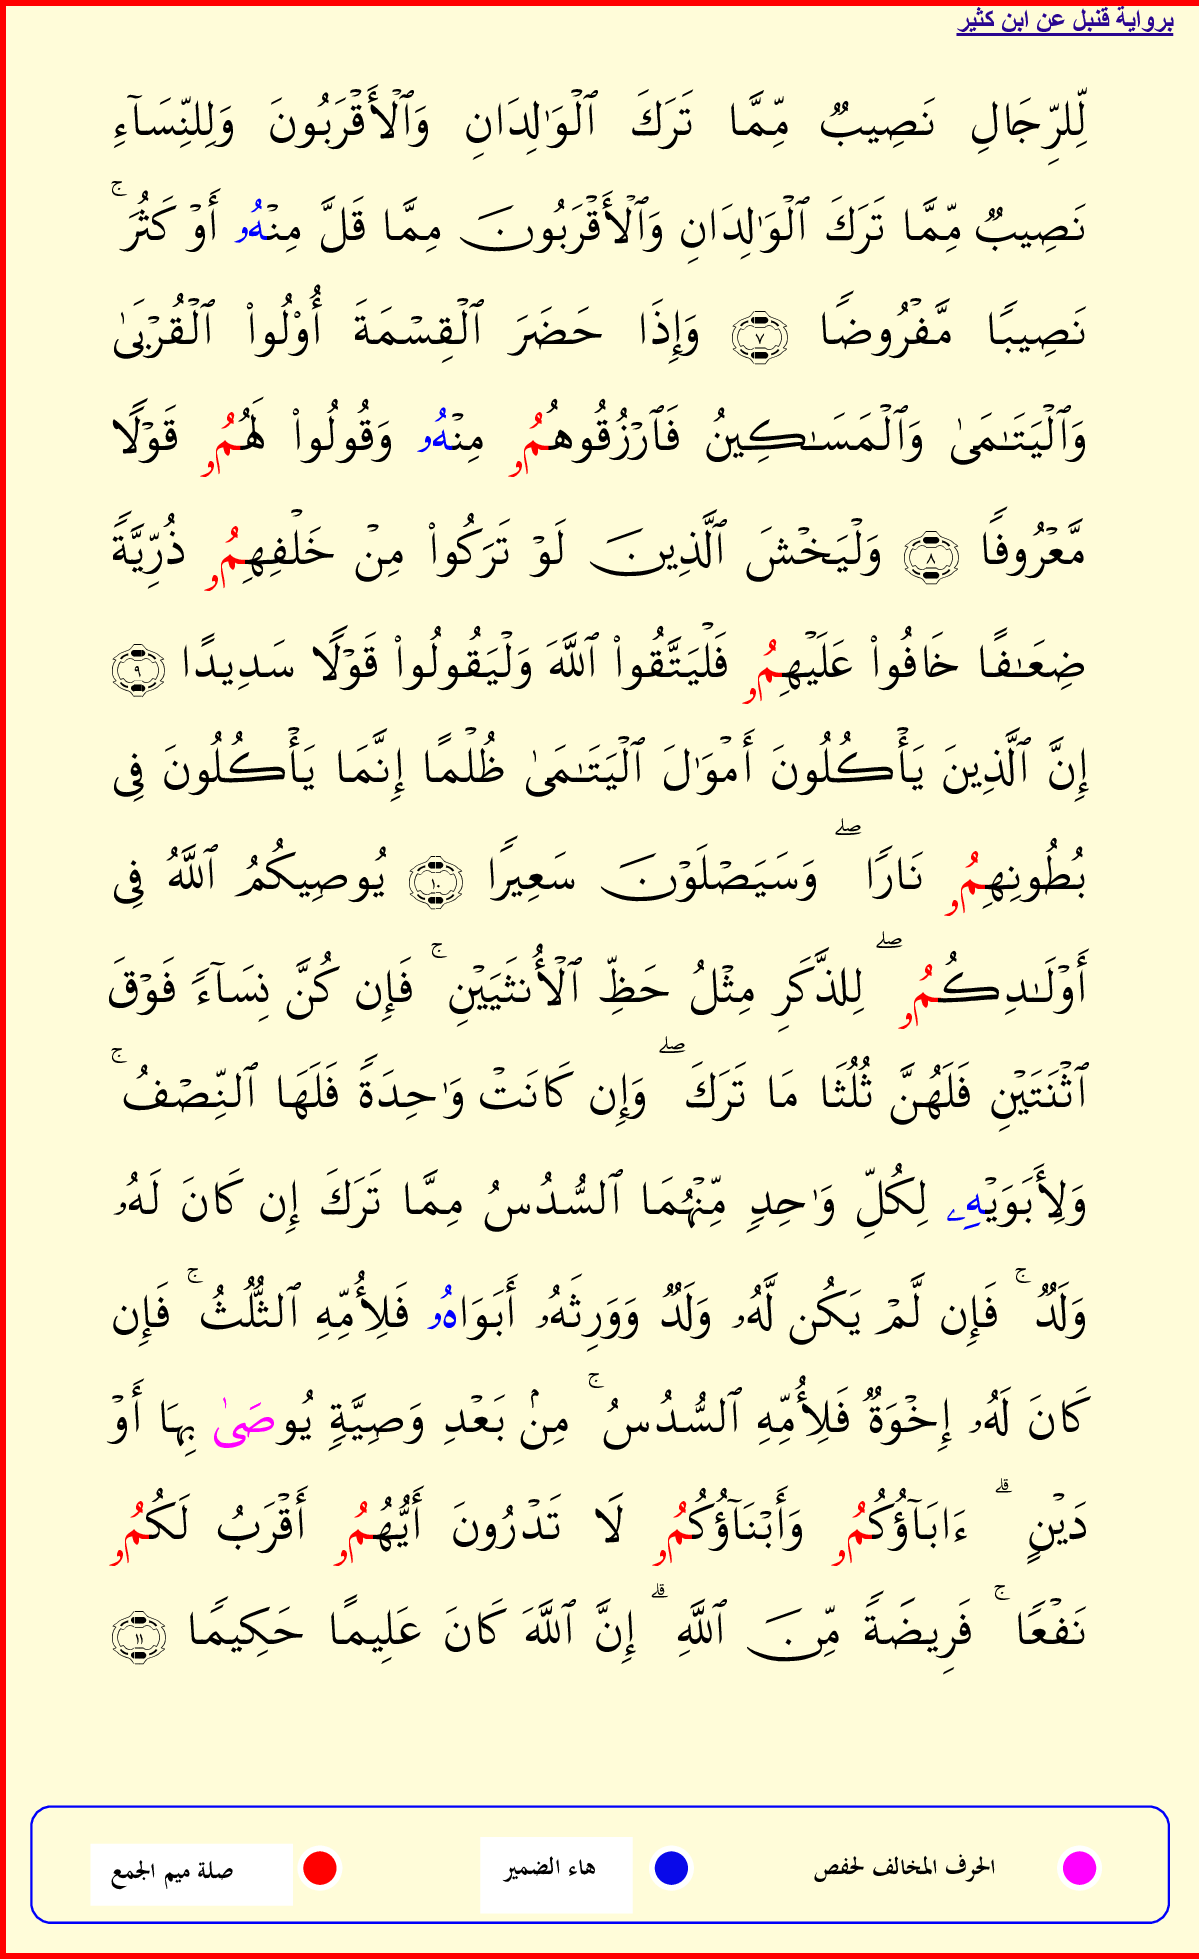 برواية قنبل عن ابن كثير
لِّلرِّجَالِ نَصِيبٌ مِّمَّا تَرَكَ ٱلۡوَٰلِدَانِ وَٱلۡأَقۡرَبُونَ وَلِلنِّسَآءِ
نَصِيبٌ مِّمَّا تَرَكَ ٱلۡوَٰلِدَانِ وَٱلۡأَقۡرَبُونَ مِمَّا قَلَّ مِنۡهُۥ أَوۡ كَثُرَۚ
نَصِيبًا مَّفۡرُوضًا ٧ وَإِذَا حَضَرَ ٱلۡقِسۡمَةَ أُوْلُواْ ٱلۡقُرۡبَىٰ
وَٱلۡيَتَٰمَىٰ وَٱلۡمَسَٰكِينُ فَٱرۡزُقُوهُمُۥ مِنۡهُۥ وَقُولُواْ لَهُمُۥ قَوۡلًا
مَّعۡرُوفًا ٨ وَلۡيَخۡشَ ٱلَّذِينَ لَوۡ تَرَكُواْ مِنۡ خَلۡفِهِمُۥ ذُرِّيَّةً
ضِعَٰفًا خَافُواْ عَلَيۡهِمُۥ فَلۡيَتَّقُواْ ٱللَّهَ وَلۡيَقُولُواْ قَوۡلًا سَدِيدًا ٩
إِنَّ ٱلَّذِينَ يَأۡكُلُونَ أَمۡوَٰلَ ٱلۡيَتَٰمَىٰ ظُلۡمًا إِنَّمَا يَأۡكُلُونَ فِى
بُطُونِهِمُۥ نَارًاۖ وَسَيَصۡلَوۡنَ سَعِيرًا ١٠ يُوصِيكُمُ ٱللَّهُ فِى
أَوۡلَٰدِكُمُۥۖ لِلذَّكَرِ مِثۡلُ حَظِّ ٱلۡأُنثَيَيۡنِۚ فَإِن كُنَّ نِسَآءً فَوۡقَ
ٱثۡنَتَيۡنِ فَلَهُنَّ ثُلُثَا مَا تَرَكَۖ وَإِن كَانَتۡ وَٰحِدَةً فَلَهَا ٱلنِّصۡفُۚ
وَلِأَبَوَيۡهِۦ لِكُلِّ وَٰحِدٍ مِّنۡهُمَا ٱلسُّدُسُ مِمَّا تَرَكَ إِن كَانَ لَهُۥ
وَلَدٌۚ فَإِن لَّمۡ يَكُن لَّهُۥ وَلَدٌ وَوَرِثَهُۥ أَبَوَاهُۥ فَلِأُمِّهِ ٱلثُّلُثُۚ فَإِن
كَانَ لَهُۥ إِخۡوَةٌ فَلِأُمِّهِ ٱلسُّدُسُۚ مِنۢ بَعۡدِ وَصِيَّةٍ يُوصَىٰ بِهَا أَوۡ
دَيۡنٍۗ ءَابَآؤُكُمُۥ وَأَبۡنَآؤُكُمُۥ لَا تَدۡرُونَ أَيُّهُمُۥ أَقۡرَبُ لَكُمُۥ
نَفۡعًاۚ فَرِيضَةً مِّنَ ٱللَّهِۗ إِنَّ ٱللَّهَ كَانَ عَلِيمًا حَكِيمًا ١١
الحرف المخالف لحفص هاء الضمير صلة ميم الجمع